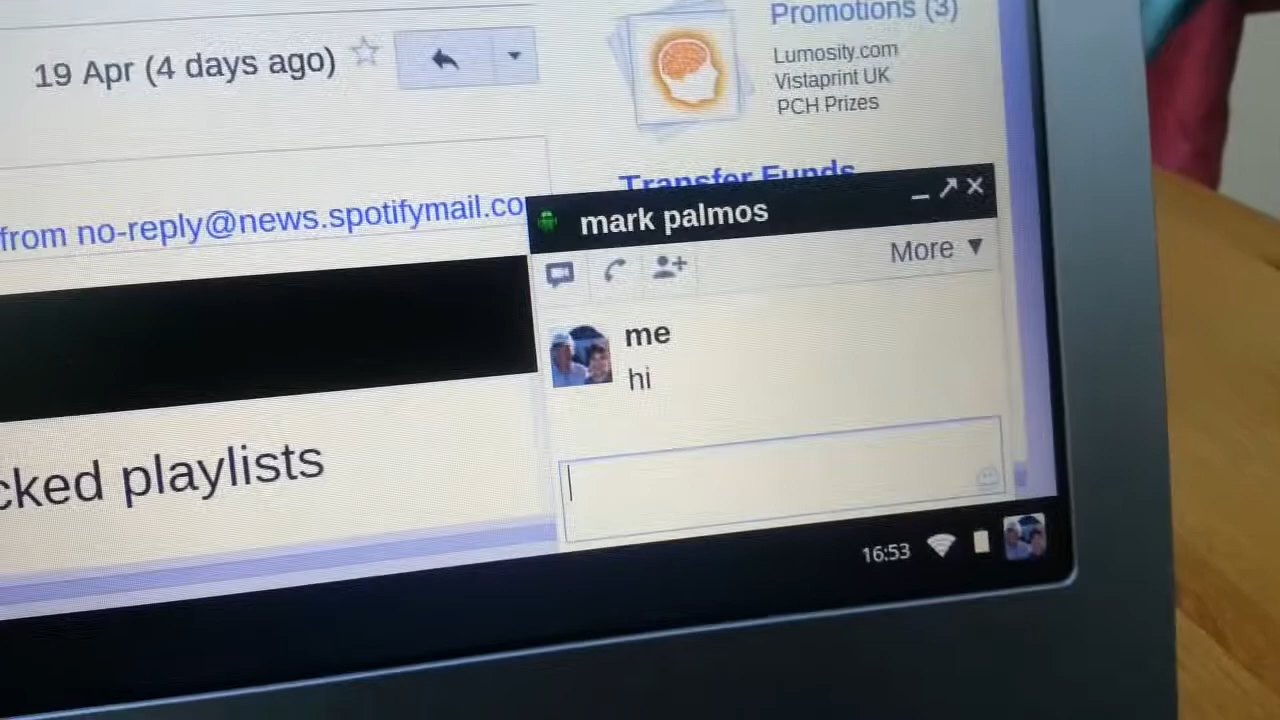 19 Apr (4 days ago)
Promotions (3)
Lumosity.com
Vistaprint UK
PCH Prizes
Transfer Funds
from no-reply@news.spotifymail.co
mark palmos
More
me
hi
cked playlists
16:53